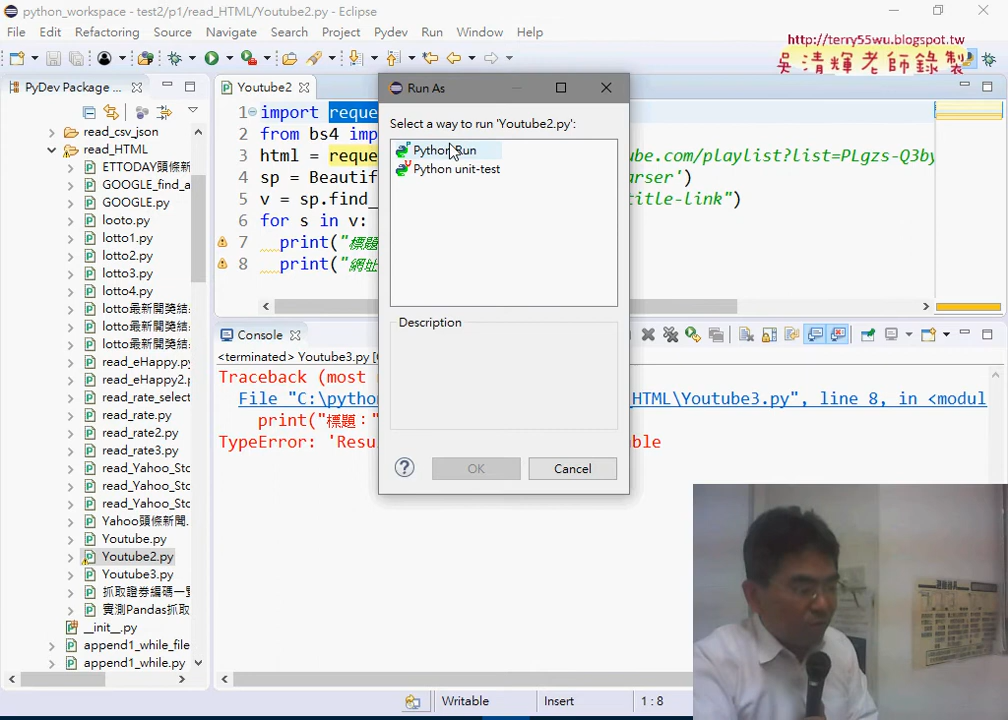 python_workspace - test2/p1/read_HTML/Youtube2.py - Eclipse
File Edit Refactoring Source Navigate Search Project Pydev Run Window Help
http://terry55wu.blogspot.tw
吳清輝老師錄製
PyDev Package ...
read_csv_json
read_HTML
ETTODAY頭條新
GOOGLE_find_a
GOOGLE.py
looto.py
lotto1.py
lotto2.py
lotto3.py
lotto4.py
lotto最新開獎結
lotto最新開獎結
lotto最新開獎結
read_eHappy.py
read_eHappy2.p
read_rate_select
read_rate.py
read_rate2.py
read_rate3.py
read_Yahoo_Sto
read_Yahoo_Sto
read_Yahoo_Sto
Yahoo頭條新聞.
Youtube.py
Youtube2.py
Youtube3.py
抓取證券編碼一覽
實測Pandas抓取
__init__.py
append1_while_file
append1_while.py
Youtube2
1 import reque
2 from bs4 imp
3 html = reque ube.com/playlist?list=PLgzs-Q3by
4 sp = Beautif arser')
5 v = sp.find_ title-link")
6 for s in v:
7 print("標題
8 print("網址
Run As
Select a way to run 'Youtube2.py':
Python Run
Python unit-test
Description
OK
Cancel
Console
<terminated> Youtube3.py [
Traceback (most
File "C:\python _HTML\Youtube3.py", line 8, in <modul
print("標題："
TypeError: 'Resu ble
Writable
Insert
1 : 8